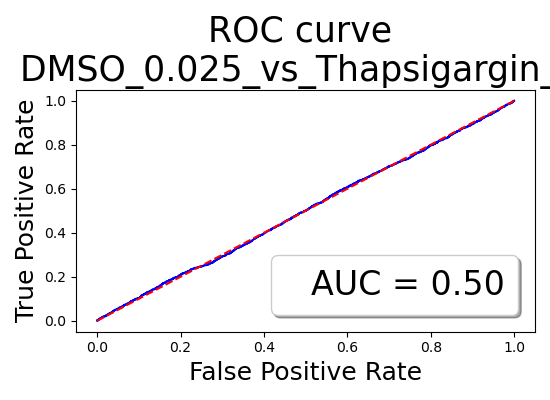 ROC curve
DMSO_0.025_vs_Thapsigargin_
True Positive Rate
1.0
0.8
0.6
0.4
0.2
0.0
AUC = 0.50
0.0 0.2 0.4 0.6 0.8 1.0
False Positive Rate